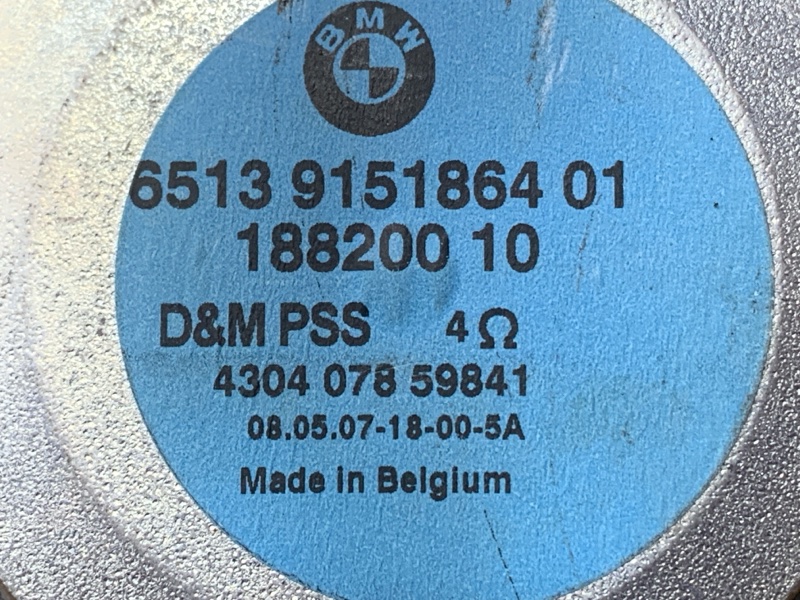 BMW
6513 9151864 01
188200 10
D&M PSS 4Ω
4304 078 59841
08.05.07-18-00-5A
Made in Belgium